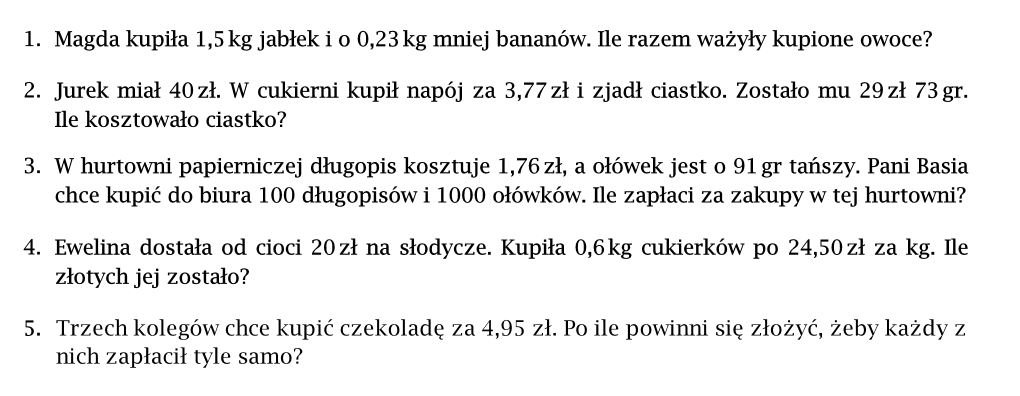 1. Magda kupiła 1,5 kg jabłek i o 0,23 kg mniej bananów. Ile razem ważyły kupione owoce?
2. Jurek miał 40 zł. W cukierni kupił napój za 3,77 zł i zjadł ciastko. Zostało mu 29 zł 73 gr.
Ile kosztowało ciastko?
3. W hurtowni papierniczej długopis kosztuje 1,76 zł, a ołówek jest o 91 gr tańszy. Pani Basia
chce kupić do biura 100 długopisów i 1000 ołówków. Ile zapłaci za zakupy w tej hurtowni?
4. Ewelina dostała od cioci 20 zł na słodycze. Kupiła 0,6 kg cukierków po 24,50 zł za kg. Ile
złotych jej zostało?
5. Trzech kolegów chce kupić czekoladę za 4,95 zł. Po ile powinni się złożyć, żeby każdy z
nich zapłacił tyle samo?